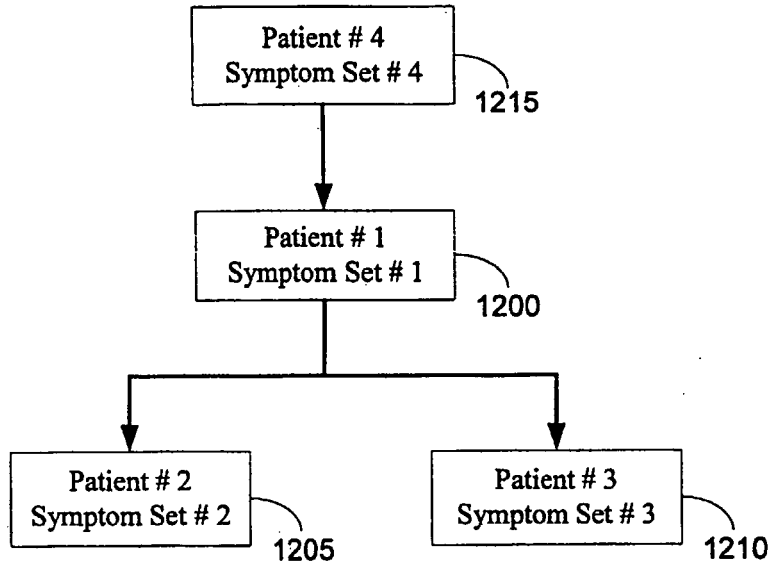 Patient # 4
Symptom Set # 4
1215
Patient # 1
Symptom Set # 1
1200
Patient # 2
Symptom Set # 2
1205
Patient # 3
Symptom Set # 3
1210